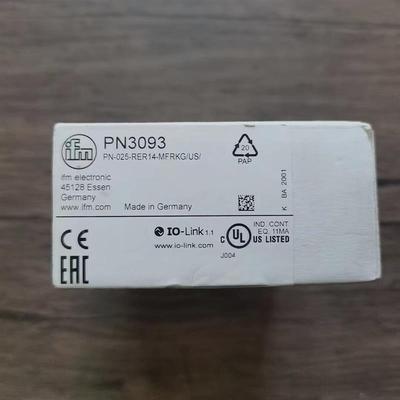 ifm
PN3093
PN-025-RER14-MFRKG/US/
ifm electronic
45128 Essen
Germany
www.ifm.com Made in Germany
20
PAP
K BA 2001
CE
EAC
IO-Link 1.1
www.io-link.com
C UL US LISTED
IND. CONT.
EQ. 11MA
J004